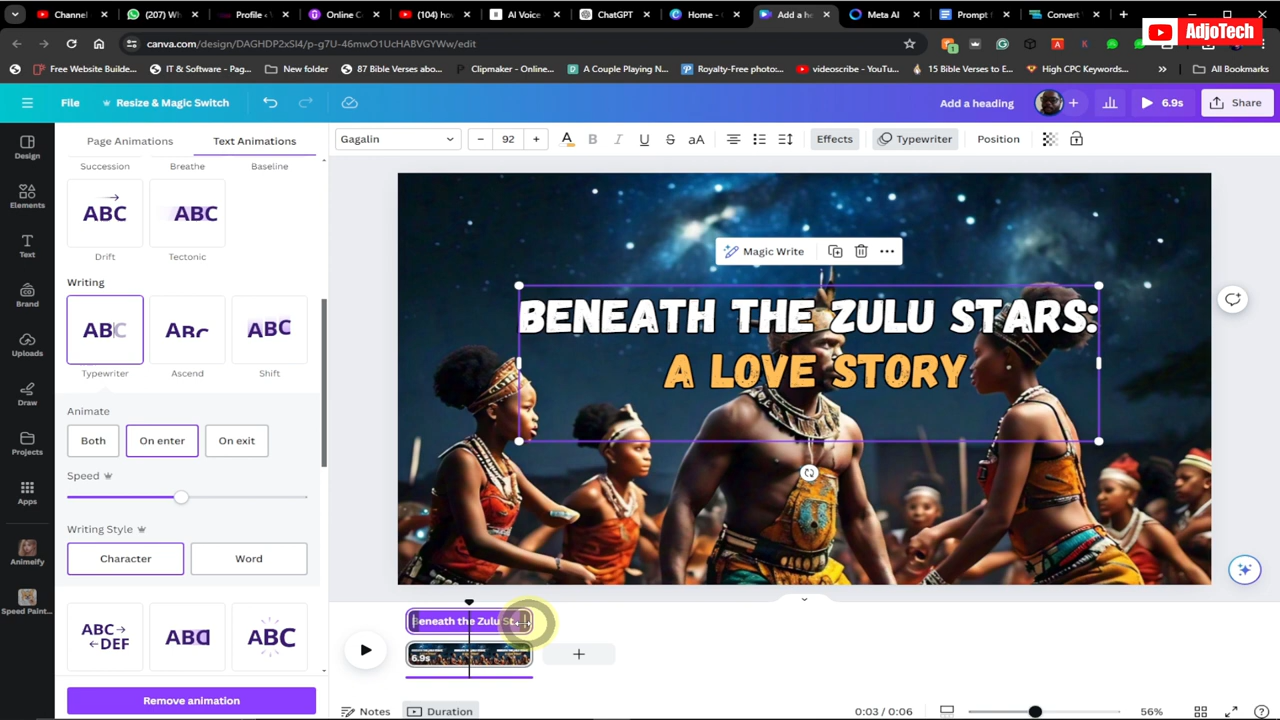 Channel
(207) Wh
Inspira
Profile
Online C
(104) ho
AI Voice
ChatGPT
Home -
Add a he
Meta AI
Prompt f
Convert
AdjoTech
canva.com/design/DAGHDP2xSI4/p-g7U-46mwO1UcHABVGYWw/edit
Free Website Builde...
IT & Software - Pag...
New folder
87 Bible Verses abo...
Clipmaker - Online...
A Couple Playing N...
Royalty-Free photo:...
videoscribe - YouTu...
15 Bible Verses to E...
High CPC Keywords...
All Bookmarks
File
Resize & Magic Switch
Add a heading
6.9s
Share
Design
Elements
Text
Brand
Uploads
Draw
Projects
Apps
Animeify
Speed Paint...
Page Animations
Text Animations
Succession
Breathe
Baseline
ABC
ABC
Drift
Tectonic
Writing
ABC
ABC
ABC
Typewriter
Ascend
Shift
Animate
Both
On enter
On exit
Speed
Writing Style
Character
Word
ABC
DEF
ABD
ABC
Remove animation
Gagalin
92
A
B
I
U
S
aA
Effects
Typewriter
Position
Magic Write
BENEATH THE ZULU STARS:
A LOVE STORY
Beneath the Zulu St
6.9s
Notes
Duration
0:03 / 0:06
56%